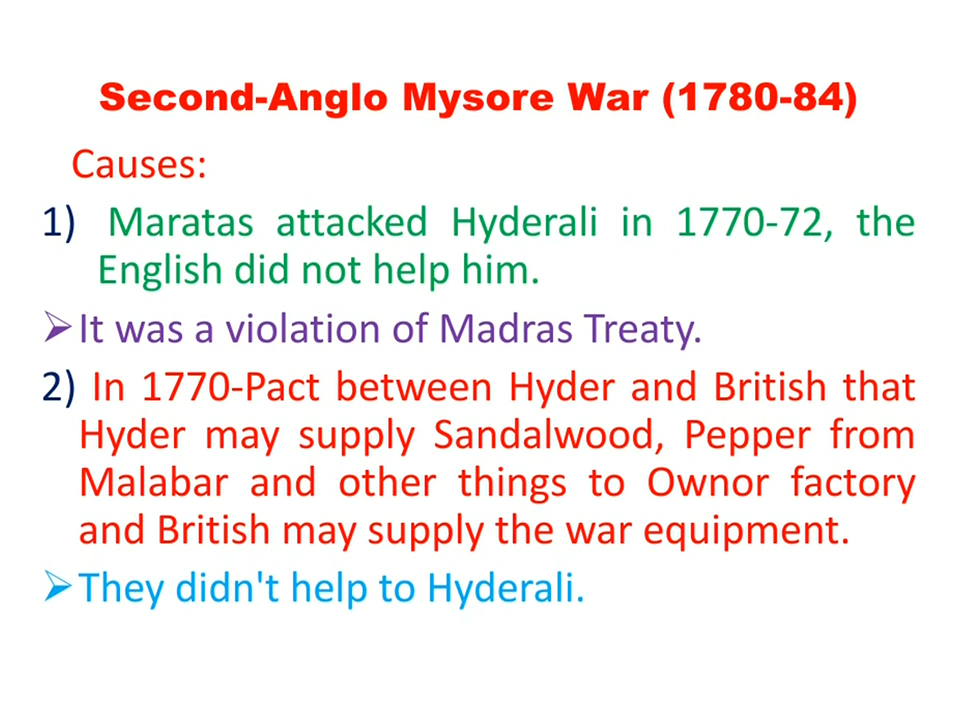 Second-Anglo Mysore War (1780-84)
Causes:
1) Maratas attacked Hyderali in 1770-72, the
English did not help him.
➢It was a violation of Madras Treaty.
2) In 1770-Pact between Hyder and British that
Hyder may supply Sandalwood, Pepper from
Malabar and other things to Ownor factory
and British may supply the war equipment.
➢They didn't help to Hyderali.